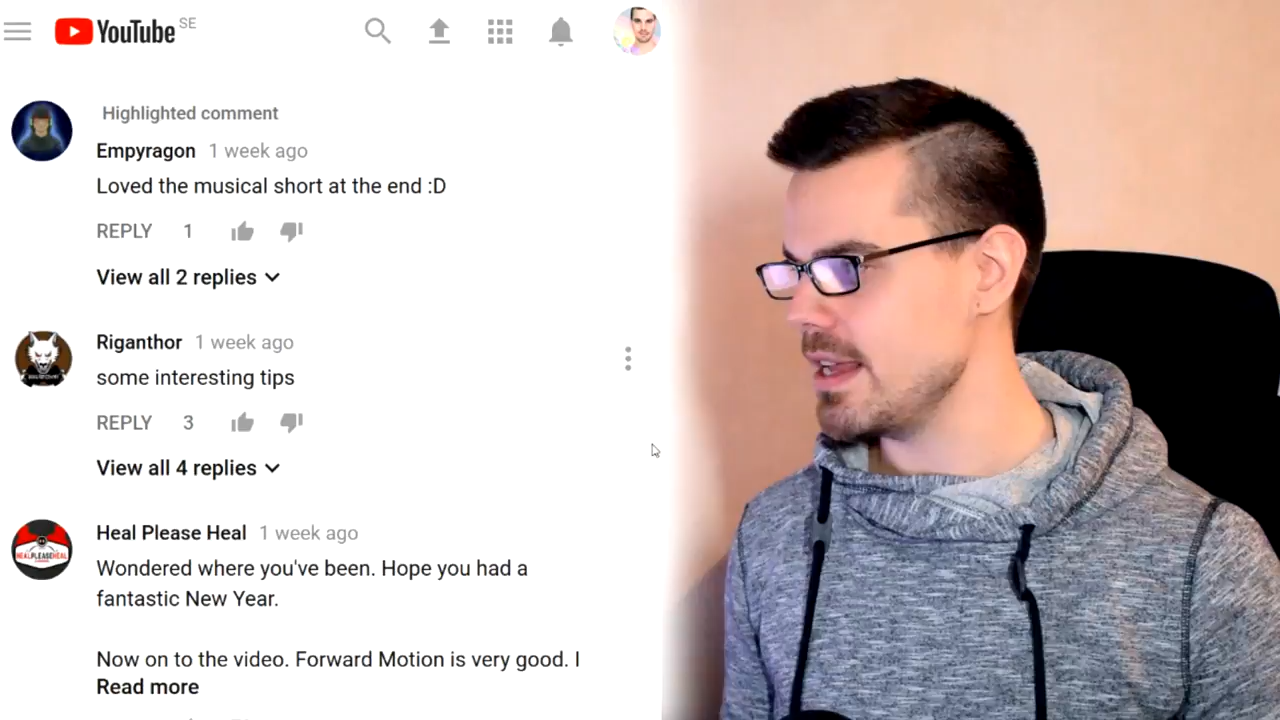 YouTube SE
Highlighted comment
Empyragon 1 week ago
Loved the musical short at the end :D
REPLY 1
View all 2 replies
Riganthor 1 week ago
some interesting tips
REPLY 3
View all 4 replies
Heal Please Heal 1 week ago
HEALPLEASEHEAL
Wondered where you've been. Hope you had a
fantastic New Year.
Now on to the video. Forward Motion is very good. I
Read more